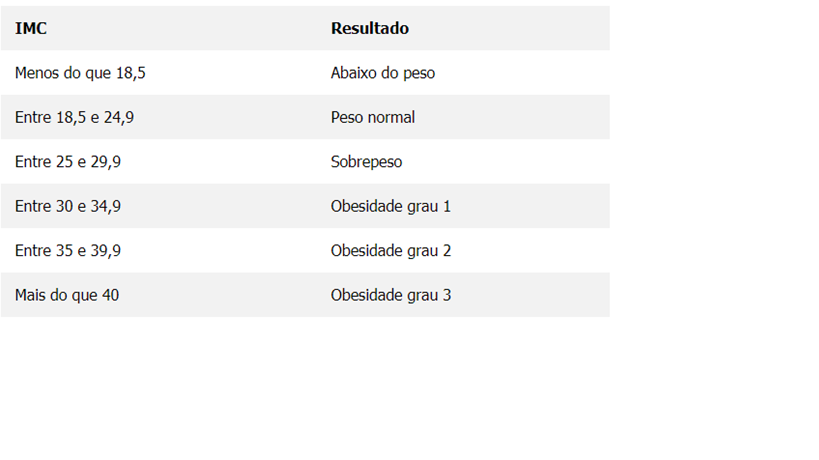 IMC Resultado
Menos do que 18,5 Abaixo do peso
Entre 18,5 e 24,9 Peso normal
Entre 25 e 29,9 Sobrepeso
Entre 30 e 34,9 Obesidade grau 1
Entre 35 e 39,9 Obesidade grau 2
Mais do que 40 Obesidade grau 3